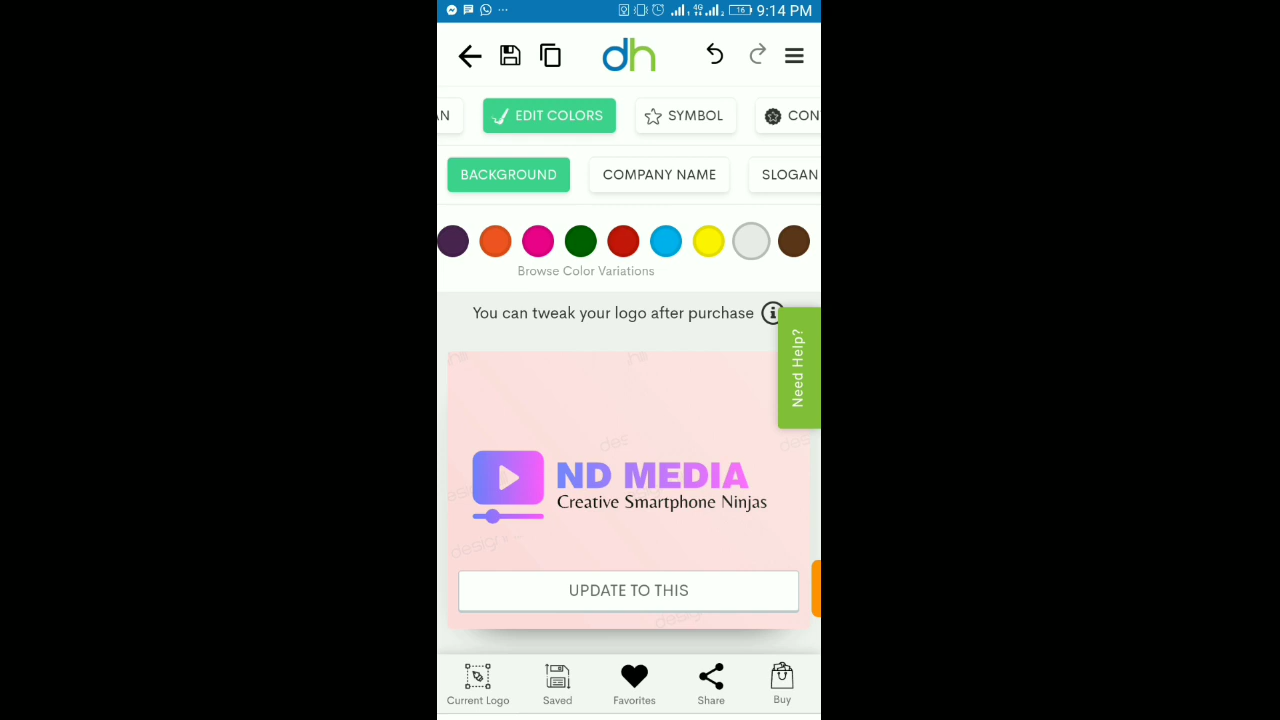 4G
16
9:14 PM
dh
AN
EDIT COLORS
SYMBOL
CON
BACKGROUND
COMPANY NAME
SLOGAN
Browse Color Variations
You can tweak your logo after purchase
Need Help?
ND MEDIA
Creative Smartphone Ninjas
UPDATE TO THIS
Current Logo
Saved
Favorites
Share
Buy